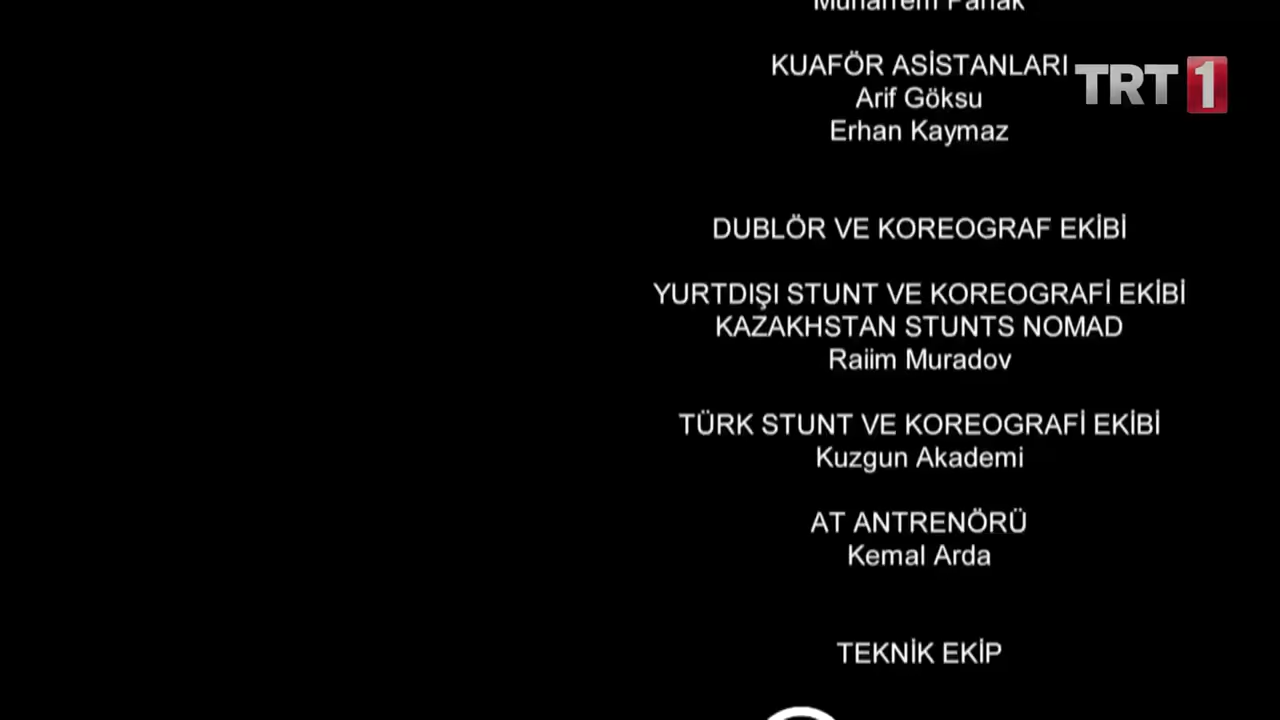 KUAFÖR ASİSTANLARI
TRT 1
Arif Göksu
Erhan Kaymaz
DUBLÖR VE KOREOGRAF EKİBİ
YURTDIŞI STUNT VE KOREOGRAFİ EKİBİ
KAZAKHSTAN STUNTS NOMAD
Raiim Muradov
TÜRK STUNT VE KOREOGRAFİ EKİBİ
Kuzgun Akademi
AT ANTRENÖRÜ
Kemal Arda
TEKNİK EKİP